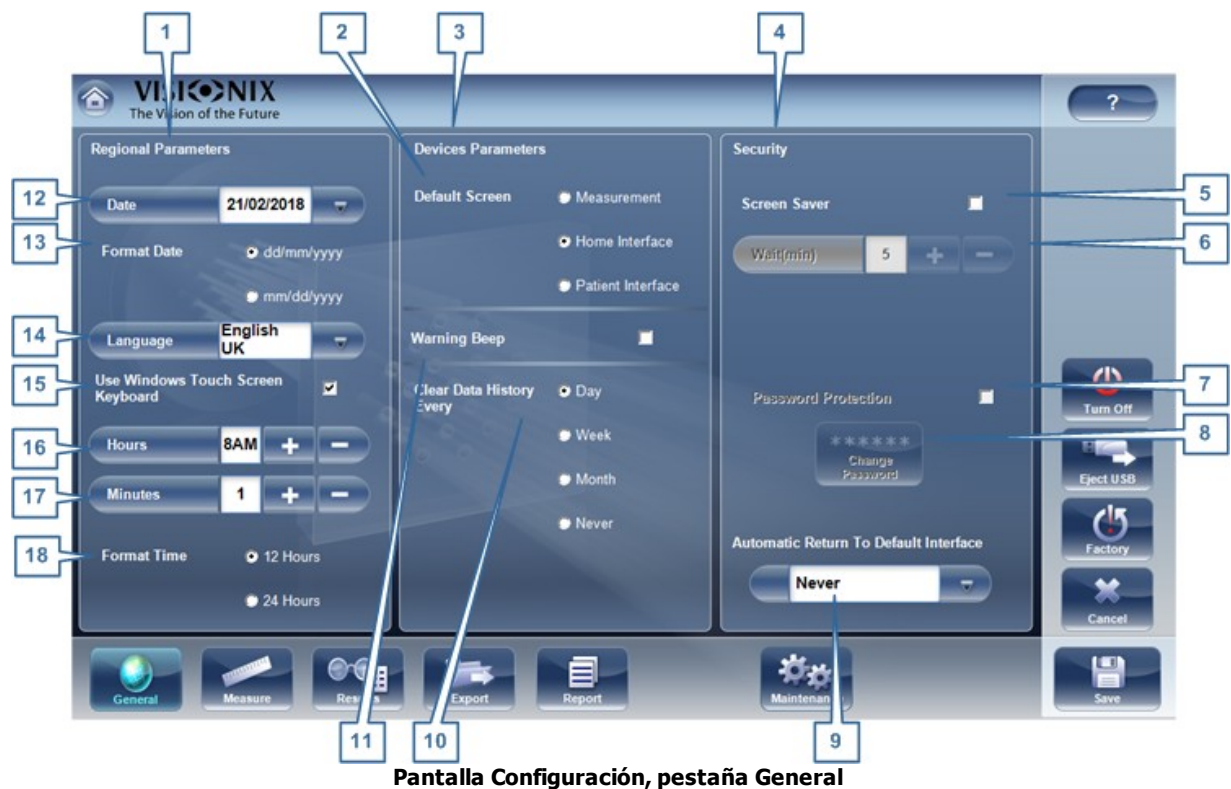 1
2
3
4
VISIONIX
The Vision of the Future
?
Regional Parameters
Devices Parameters
Security
12
Date
21/02/2018
13
Format Date
dd/mm/yyyy
mm/dd/yyyy
14
Language
English
UK
15
Use Windows Touch Screen
Keyboard
16
Hours
8AM
+
-
17
Minutes
1
+
-
18
Format Time
12 Hours
24 Hours
Default Screen
Measurement
Home Interface
Patient Interface
Warning Beep
Clear Data History
Every
Day
Week
Month
Never
Screen Saver
5
Wait(min)
5
+
-
6
Password Protection
7
******
Change
Password
8
Automatic Return To Default Interface
Never
Turn Off
Eject USB
Factory
Cancel
General
Measure
Results
Export
Report
Maintenance
Save
11
10
9
Pantalla Configuración, pestaña General